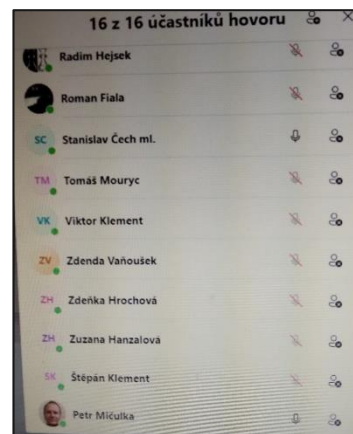 16 z 16 účastníků hovoru
Radim Hejsek
Roman Fiala
SC Stanislav Čech ml.
TM Tomáš Mouryc
VK Viktor Klement
ZV Zdenda Vaňoušek
ZH Zdeňka Hrochová
ZH Zuzana Hanzalová
SK Štěpán Klement
Petr Mičulka